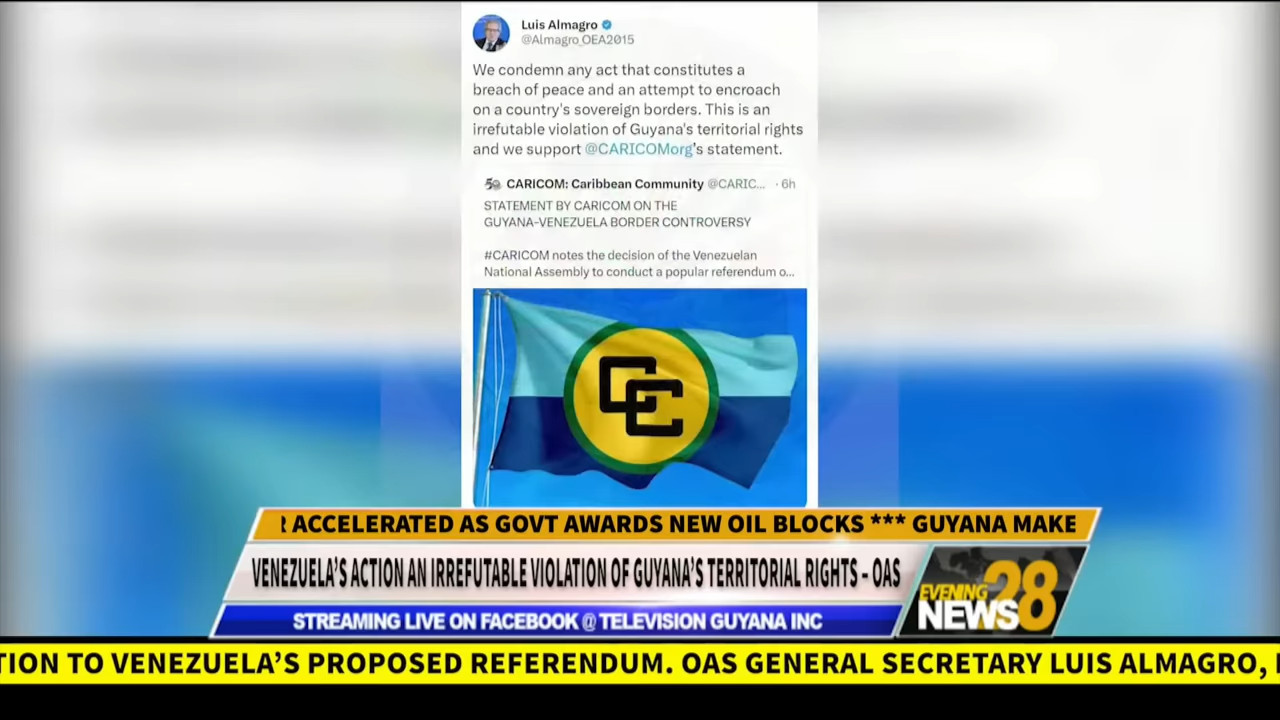 Luis Almagro
@Almagro_OEA2015
We condemn any act that constitutes a
breach of peace and an attempt to encroach
on a country's sovereign borders. This is an
irrefutable violation of Guyana's territorial rights
and we support @CARICOMorg's statement.
CARICOM: Caribbean Community @CARIC... · 6h
STATEMENT BY CARICOM ON THE
GUYANA-VENEZUELA BORDER CONTROVERSY
#CARICOM notes the decision of the Venezuelan
National Assembly to conduct a popular referendum o...
CC
ACCELERATED AS GOVT AWARDS NEW OIL BLOCKS *** GUYANA MAKE
VENEZUELA'S ACTION AN IRREFUTABLE VIOLATION OF GUYANA'S TERRITORIAL RIGHTS – OAS
EVENING
NEWS 28
STREAMING LIVE ON FACEBOOK @ TELEVISION GUYANA INC
TION TO VENEZUELA'S PROPOSED REFERENDUM. OAS GENERAL SECRETARY LUIS ALMAGRO,